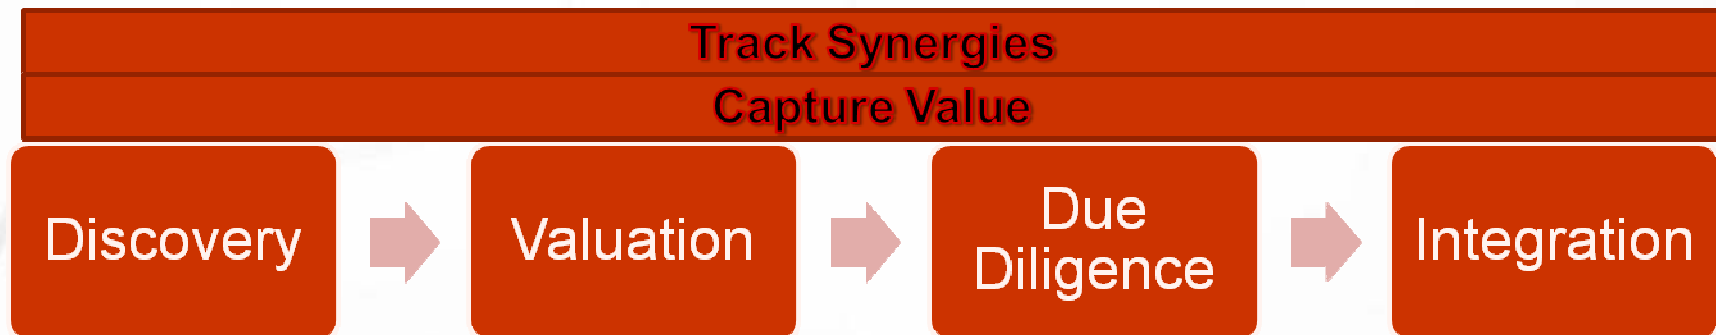 Track Synergies
Capture Value
Discovery
Valuation
Due
Diligence
Integration